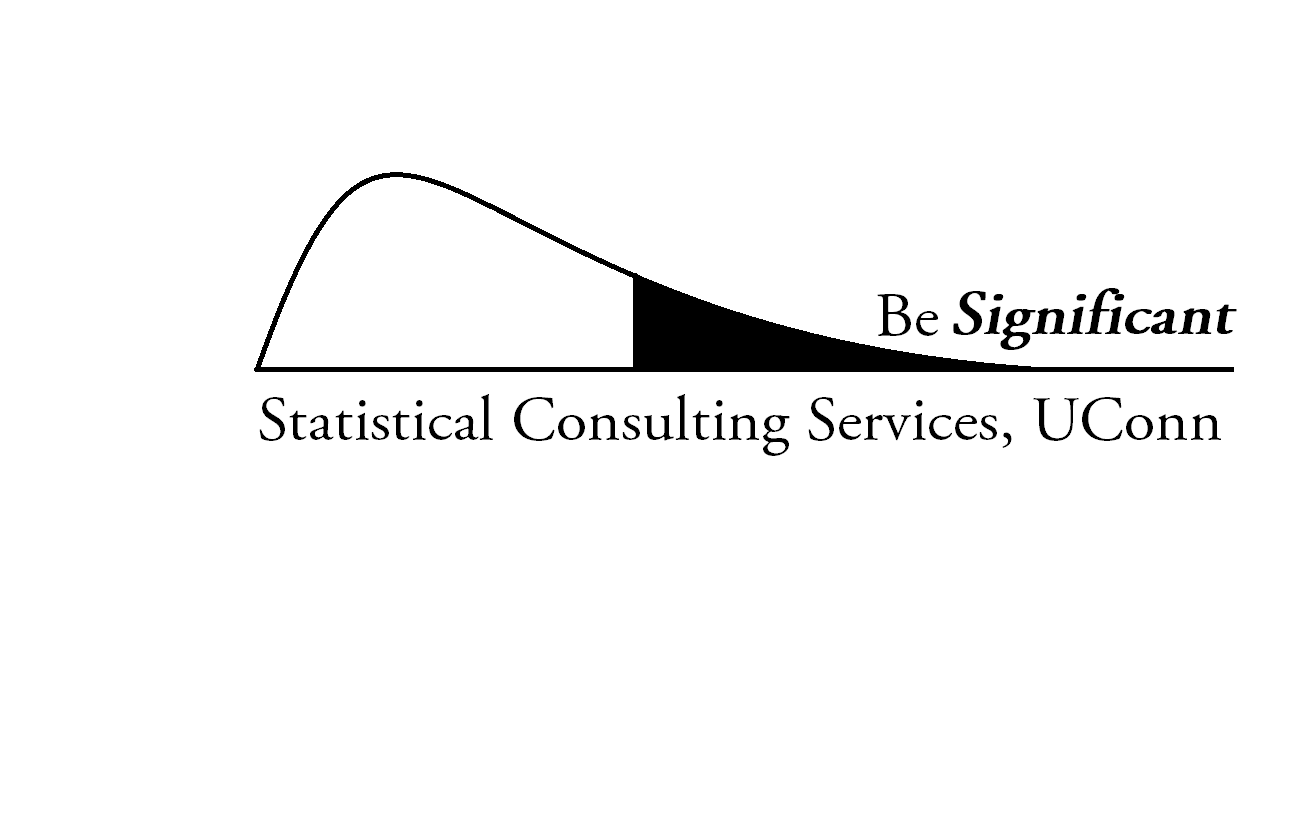 Be Significant
Statistical Consulting Services, UConn